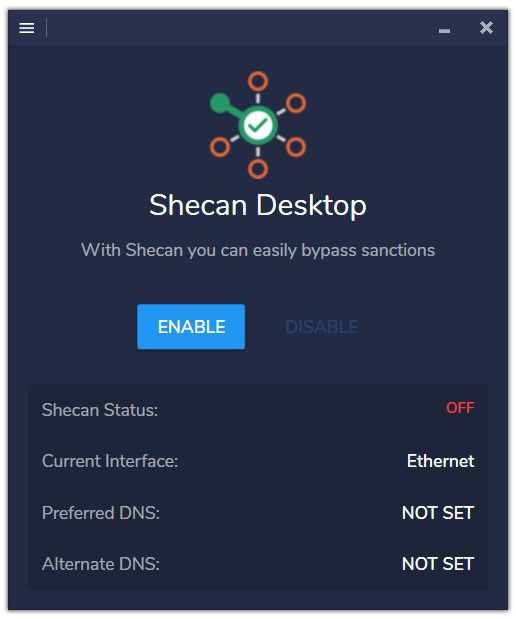 Shecan Desktop
With Shecan you can easily bypass sanctions
ENABLE DISABLE
Shecan Status: OFF
Current Interface: Ethernet
Preferred DNS: NOT SET
Alternate DNS: NOT SET